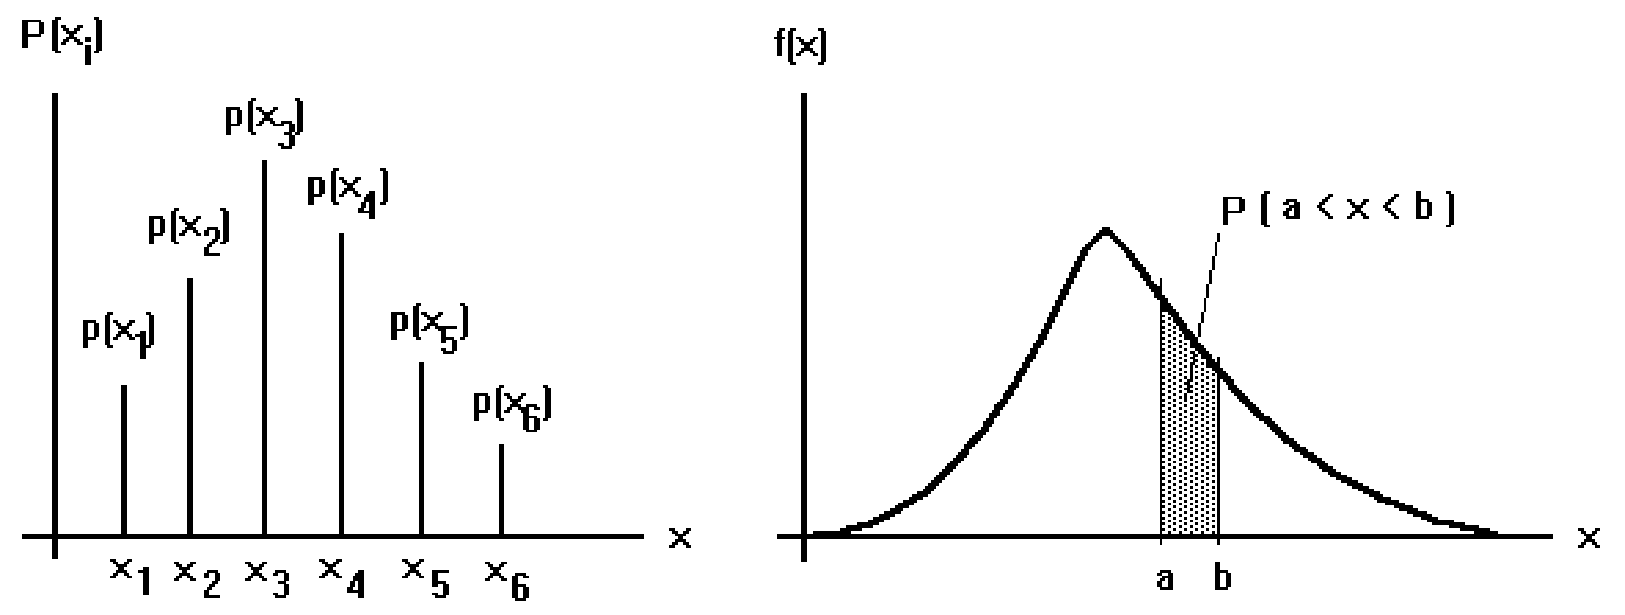 P(xᵢ)
p(x₃)
p(x₄)
p(x₂)
p(x₁)
p(x₅)
p(x₆)
x
x₁ x₂ x₃ x₄ x₅ x₆
f(x)
P ( a < x < b )
x
a b